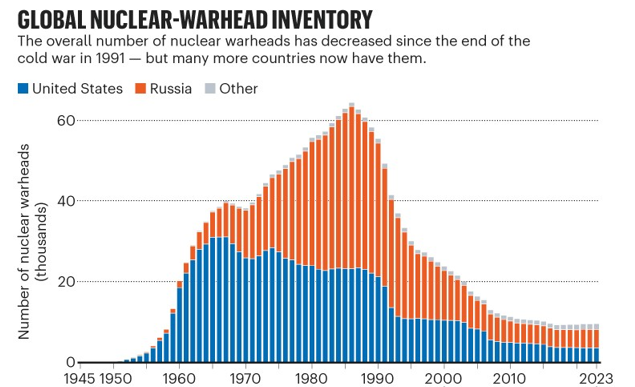 GLOBAL NUCLEAR-WARHEAD INVENTORY
The overall number of nuclear warheads has decreased since the end of the
cold war in 1991 — but many more countries now have them.
United States Russia Other
Number of nuclear warheads
(thousands)
60
40
20
0
1945 1950 1960 1970 1980 1990 2000 2010 2023